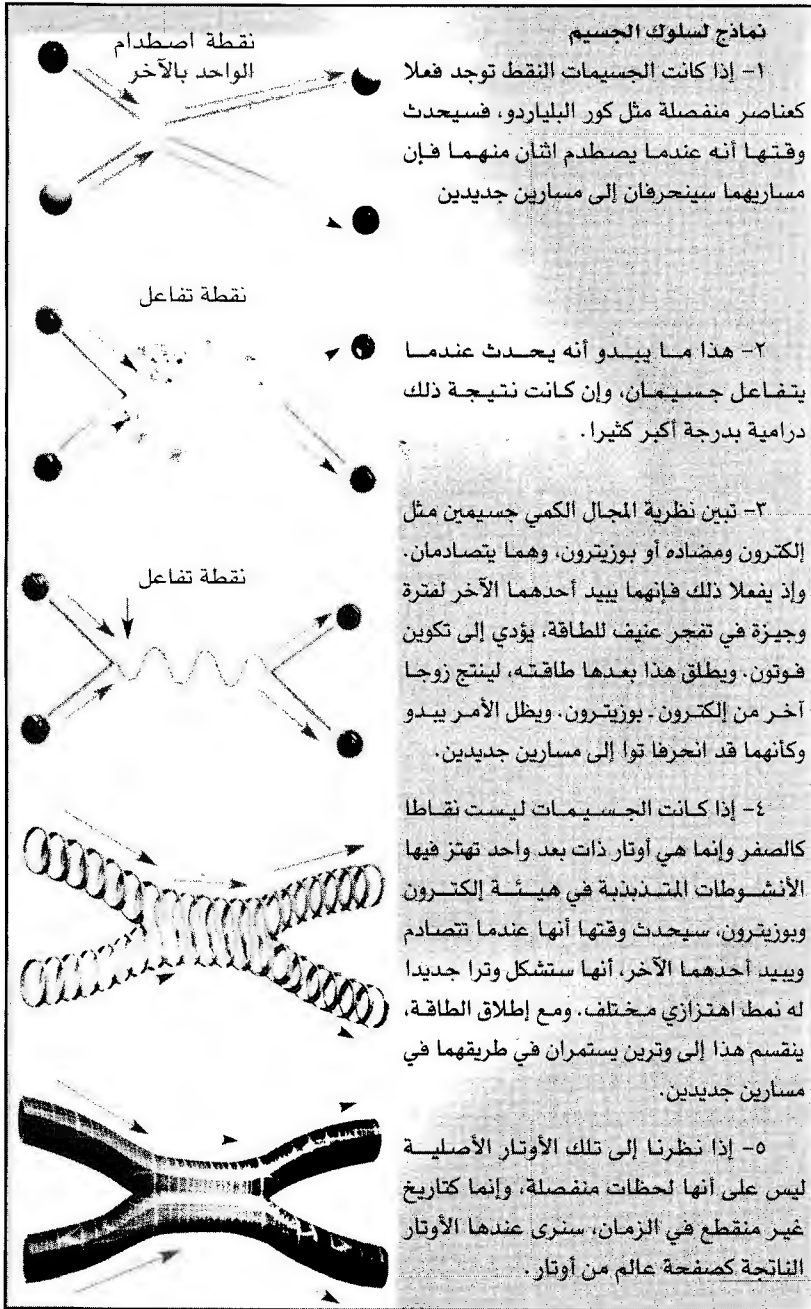 نماذج لسلوك الجسيم
١- إذا كانت الجسيمات النقط توجد فعلا
كعناصر منفصلة مثل كور البلياردو، فسيحدث
وقتها أنه عندما يصطدم اثنان منهما فإن
مساريهما سينحرفان إلى مسارين جديدين
نقطة اصطدام
الواحد بالآخر
٢- هذا ما يبدو أنه يحدث عندما
يتفاعل جسيمان، وإن كانت نتيجة ذلك
درامية بدرجة أكبر كثيرا.
نقطة تفاعل
٣- تبين نظرية المجال الكمي جسيمين مثل
إلكترون ومضاده أو بوزيترون، وهما يتصادمان.
وإذ يفعلا ذلك فإنهما يبيد أحدهما الآخر لفترة
وجيزة في تفجر عنيف للطاقة، يؤدي إلى تكوين
فوتون. ويطلق هذا بعدها طاقته، لينتج زوجا
آخر من إلكترون ـ بوزيترون. ويظل الأمر يبدو
وكأنهما قد انحرفا توا إلى مسارين جديدين.
نقطة تفاعل
٤- إذا كانت الجسيمات ليست نقاطا
كالصفر وإنما هي أوتار ذات بعد واحد تهتز فيها
الأنشوطات المتذبذبة في هيئة إلكترون
وبوزيترون، سيحدث وقتها أنها عندما تتصادم
ويبيد أحدهما الآخر، أنها ستشكل وترا جديدا
له نمط اهتزازي مختلف. ومع إطلاق الطاقة،
ينقسم هذا إلى وترين يستمران في طريقهما في
مسارين جديدين.
٥- إذا نظرنا إلى تلك الأوتار الأصلية
ليس على أنها لحظات منفصلة، وإنما كتاريخ
غير منقطع في الزمان، سنرى عندها الأوتار
الناتجة كصفحة عالم من أوتار.